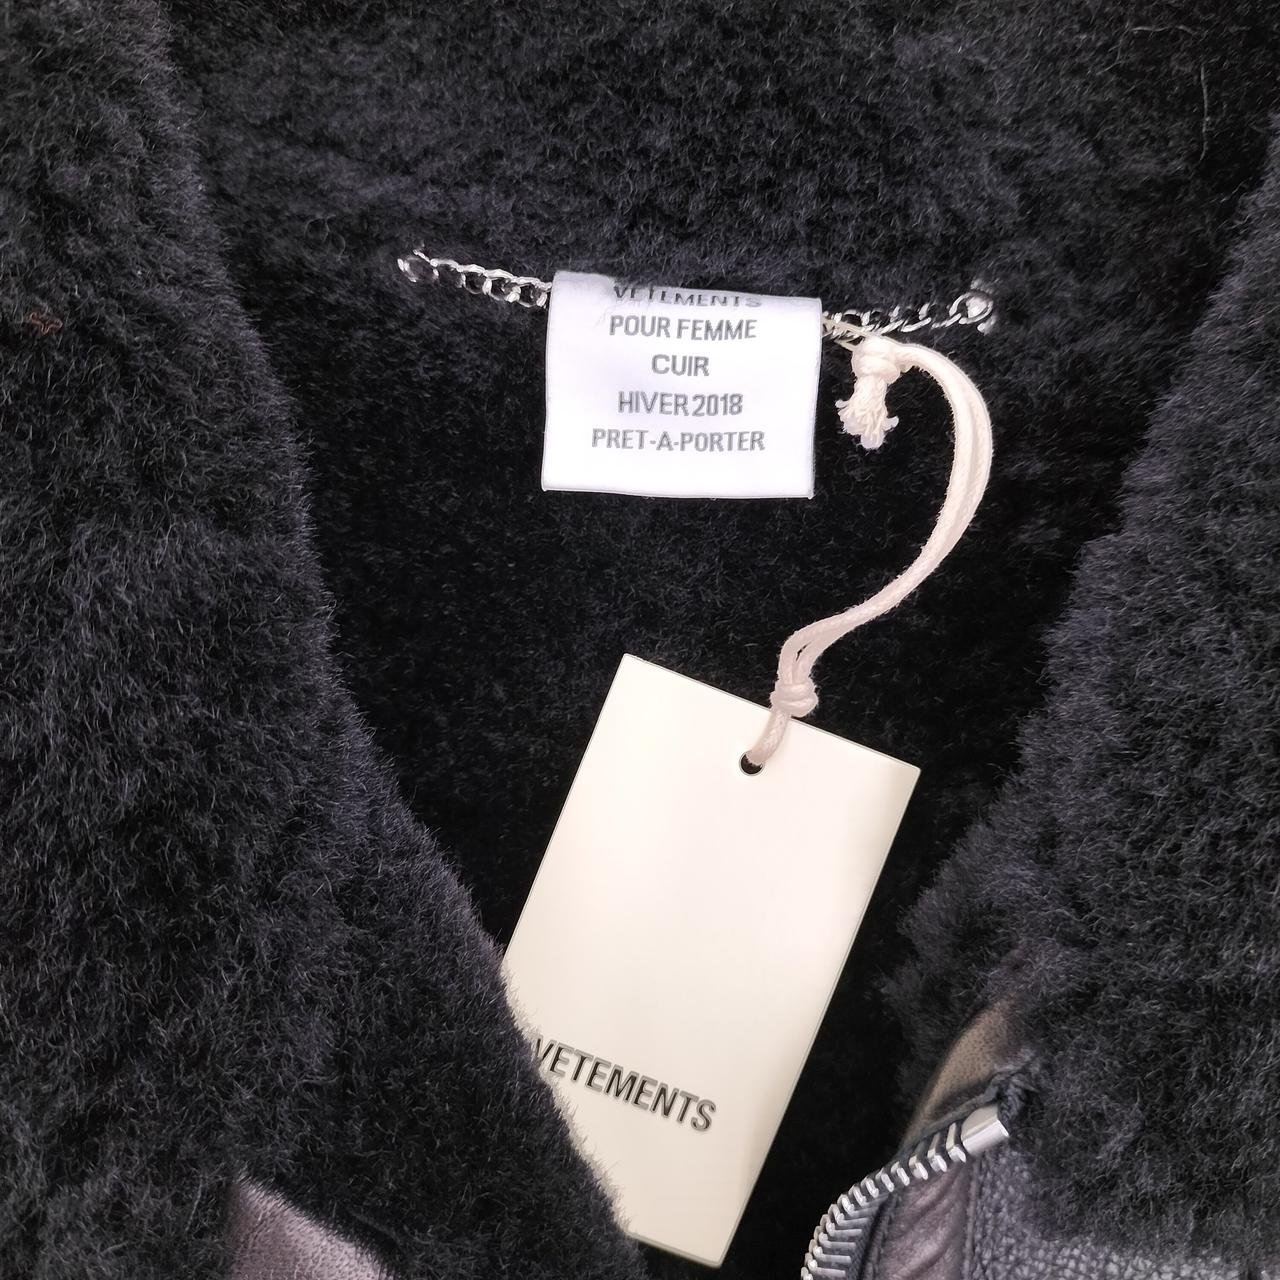 VETEMENTS
POUR FEMME
CUIR
HIVER 2018
PRET-A-PORTER
VETEMENTS